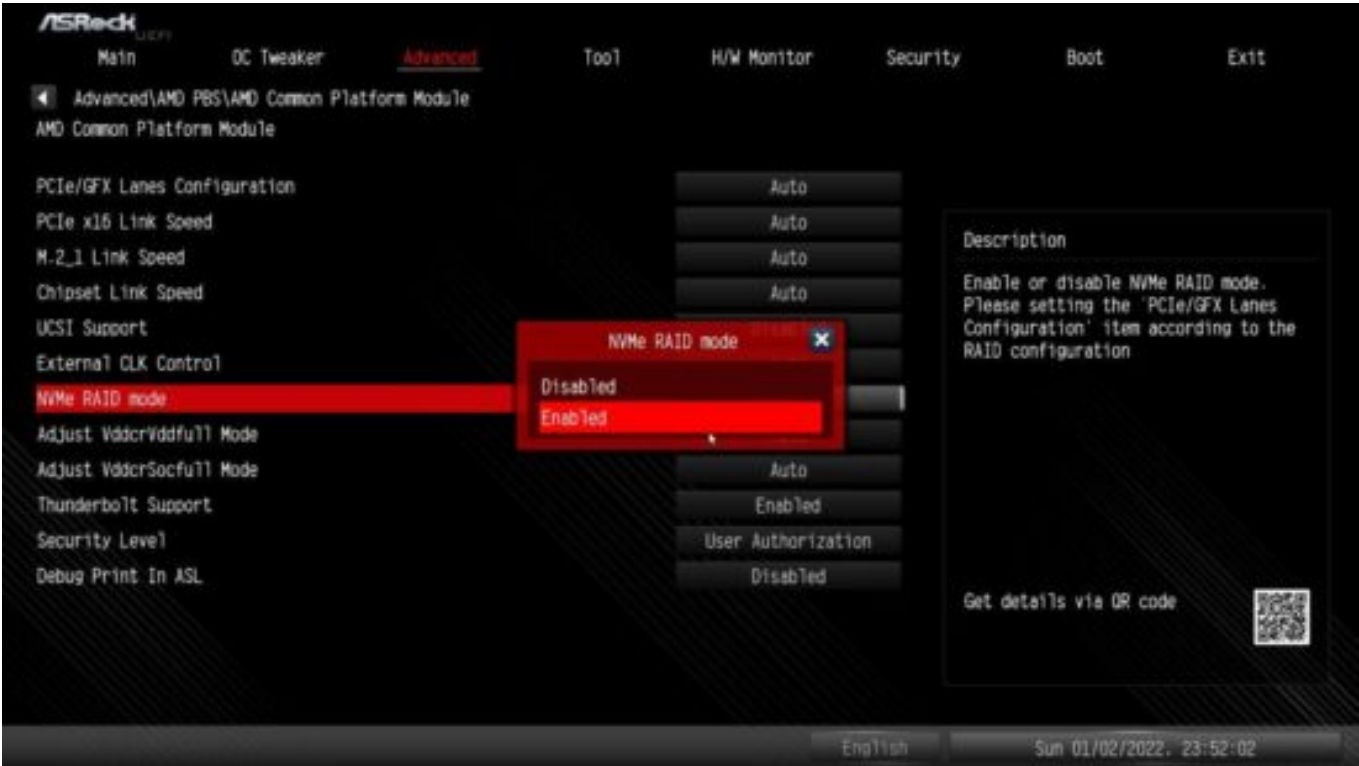 ASRock
UEFI
Main OC Tweaker Advanced Tool H/W Monitor Security Boot Exit
Advanced\AMD PBS\AMD Common Platform Module
AMD Common Platform Module
PCIe/GFX Lanes Configuration Auto
PCIe x16 Link Speed Auto
M.2_1 Link Speed Auto
Chipset Link Speed Auto
UCSI Support
External CLK Control
NVMe RAID mode
Adjust VddcrVddfull Mode
Adjust VddcrSocfull Mode Auto
Thunderbolt Support Enabled
Security Level User Authorization
Debug Print In ASL Disabled
NVMe RAID mode
Disabled
Enabled
Description
Enable or disable NVMe RAID mode.
Please setting the 'PCIe/GFX Lanes
Configuration' item according to the
RAID configuration
Get details via QR code
English Sun 01/02/2022. 23:52:02